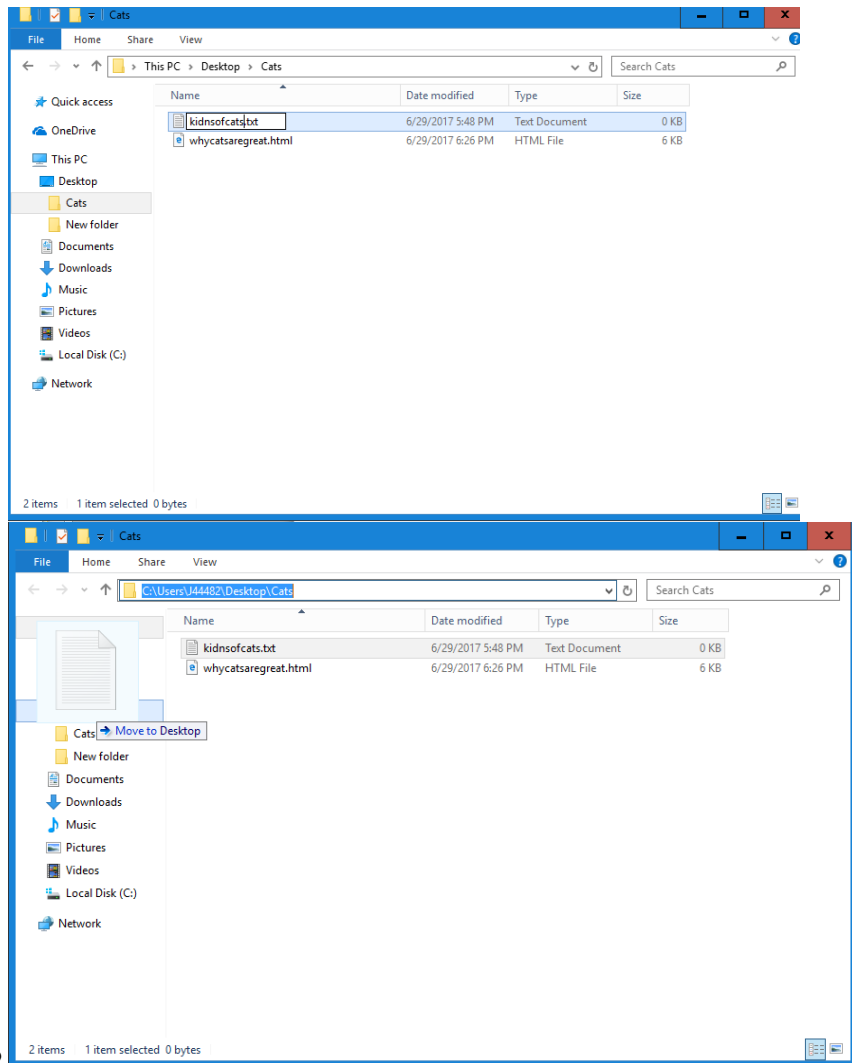 Cats
File Home Share View
This PC > Desktop > Cats Search Cats
Name Date modified Type Size
Quick access
kidnsofcats.txt 6/29/2017 5:48 PM Text Document 0 KB
OneDrive
whycatsaregreat.html 6/29/2017 6:26 PM HTML File 6 KB
This PC
Desktop
Cats
New folder
Documents
Downloads
Music
Pictures
Videos
Local Disk (C:)
Network
2 items 1 item selected 0 bytes
Cats
File Home Share View
C:\Users\J44482\Desktop\Cats Search Cats
Name Date modified Type Size
kidnsofcats.txt 6/29/2017 5:48 PM Text Document 0 KB
whycatsaregreat.html 6/29/2017 6:26 PM HTML File 6 KB
Cats Move to Desktop
New folder
Documents
Downloads
Music
Pictures
Videos
Local Disk (C:)
Network
2 items 1 item selected 0 bytes